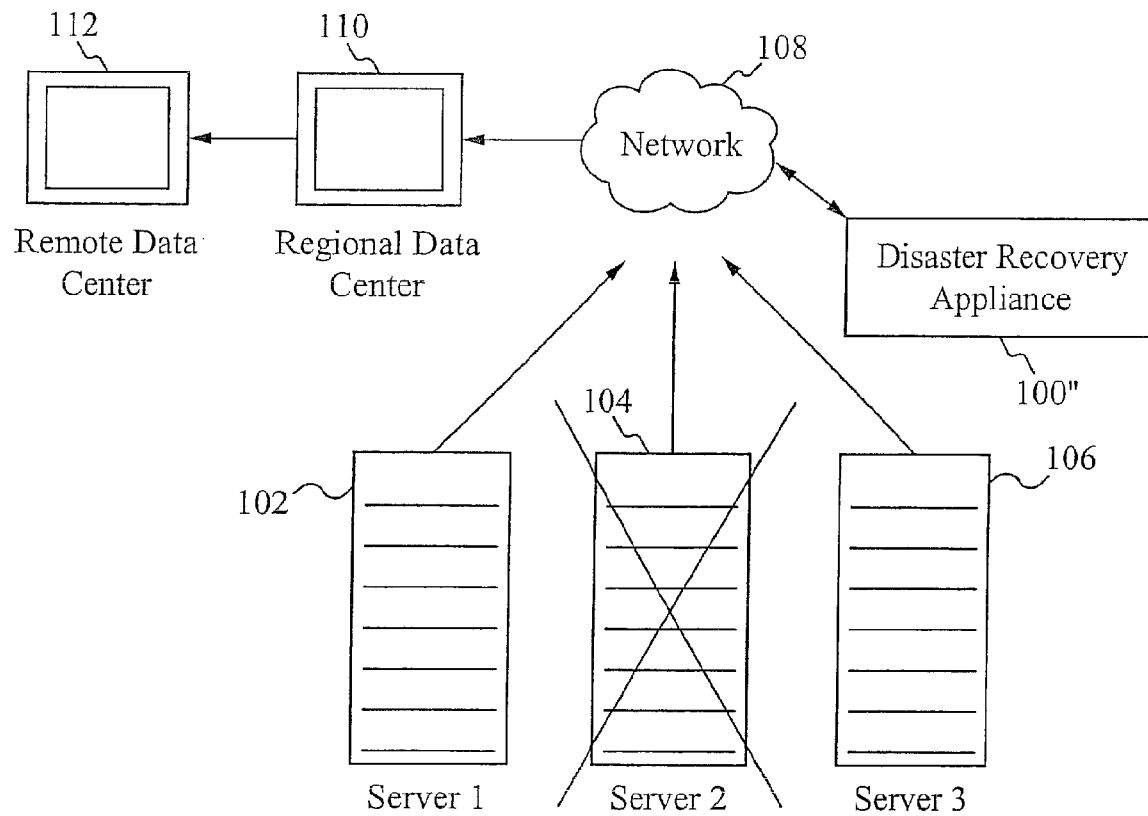 112
110
108
Network
Remote Data
Center
Regional Data
Center
Disaster Recovery
Appliance
100"
104
102
106
Server 1
Server 2
Server 3